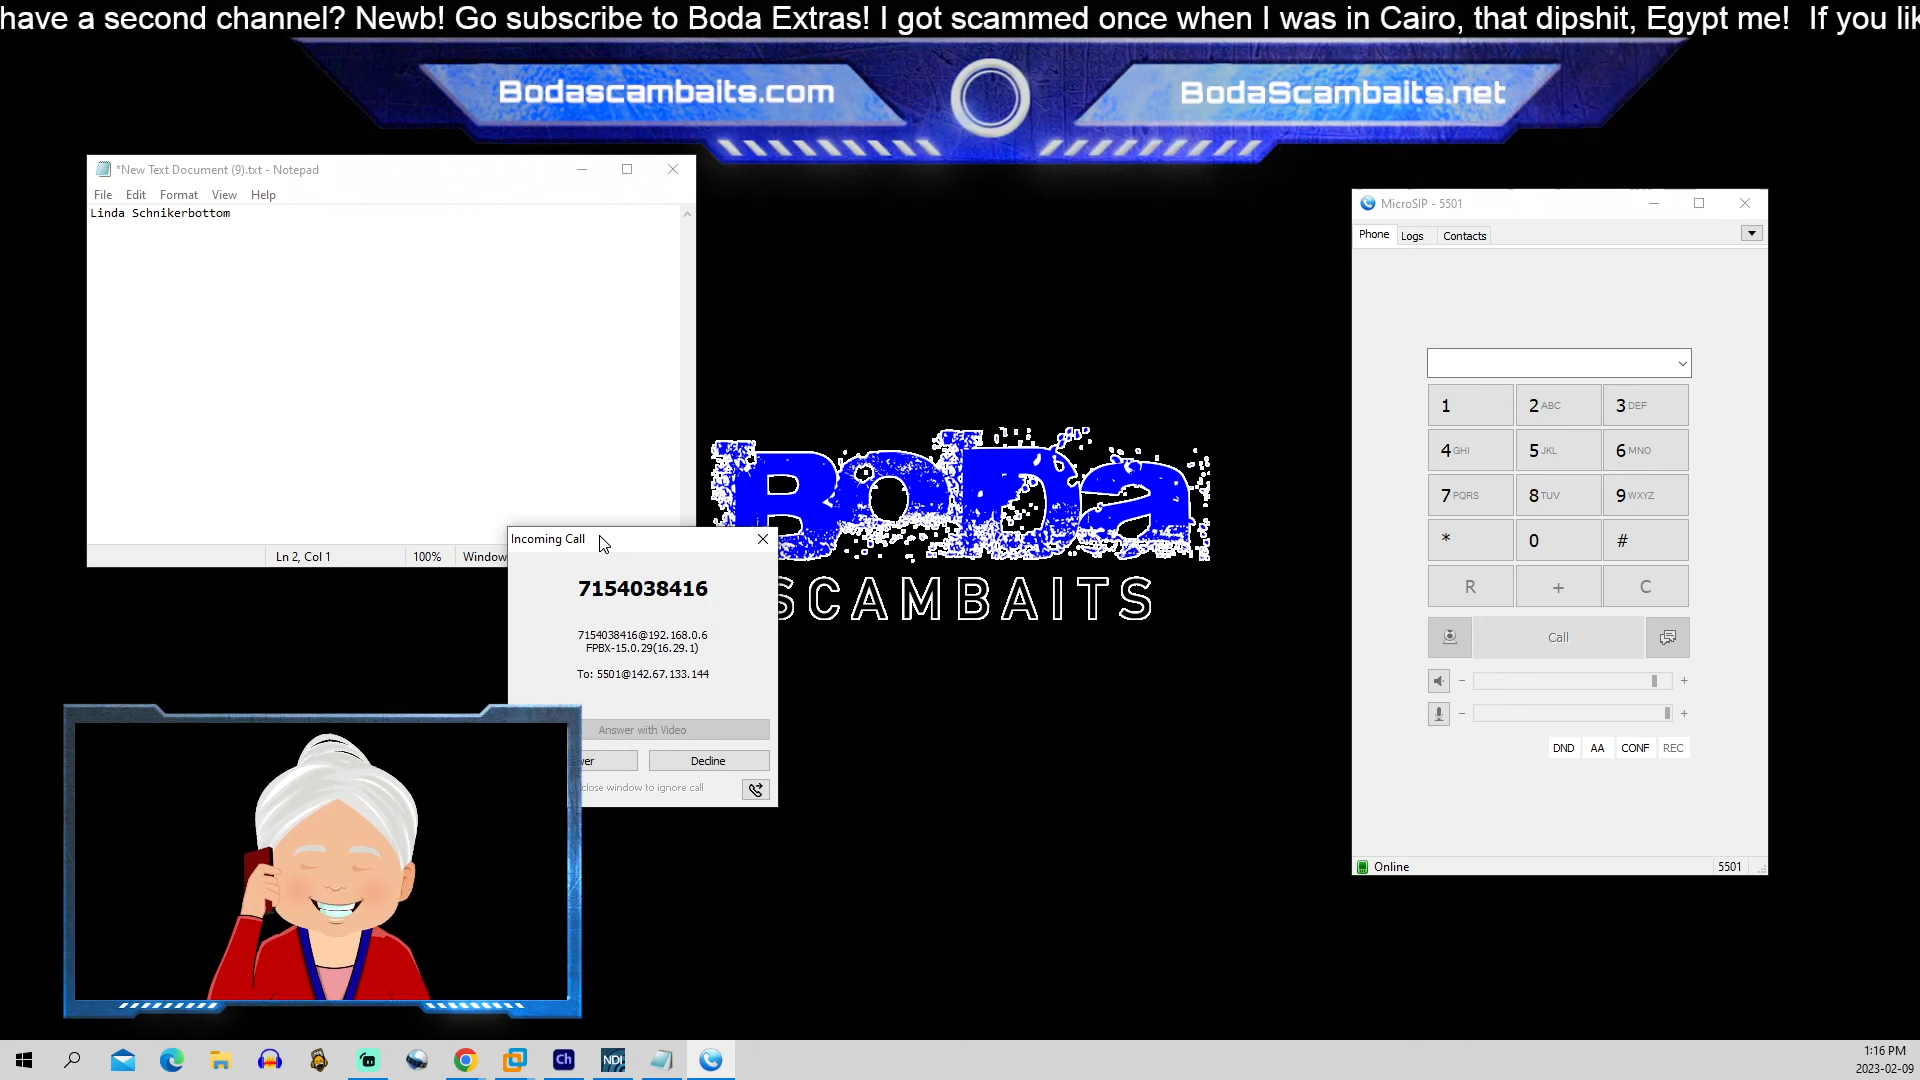 have a second channel? Newb! Go subscribe to Boda Extras! I got scammed once when I was in Cairo, that dipshit, Egypt me!  If you lik
Bodascambaits.com
BodaScambaits.net
*New Text Document (9).txt - Notepad
File Edit Format View Help
Linda Schnikerbottom
Ln 2, Col 1 100% Window
Incoming Call
7154038416
7154038416@192.168.0.6
FPBX-15.0.29(16.29.1)
To: 5501@142.67.133.144
Answer with Video
wer Decline
close window to ignore call
Boda
SCAMBAITS
MicroSIP - 5501
Phone Logs Contacts
1 2 ABC 3 DEF
4 GHI 5 JKL 6 MNO
7 PQRS 8 TUV 9 WXYZ
* 0 #
R + C
Call
- +
- +
DND AA CONF REC
Online 5501
Ch NDI
1:16 PM
2023-02-09